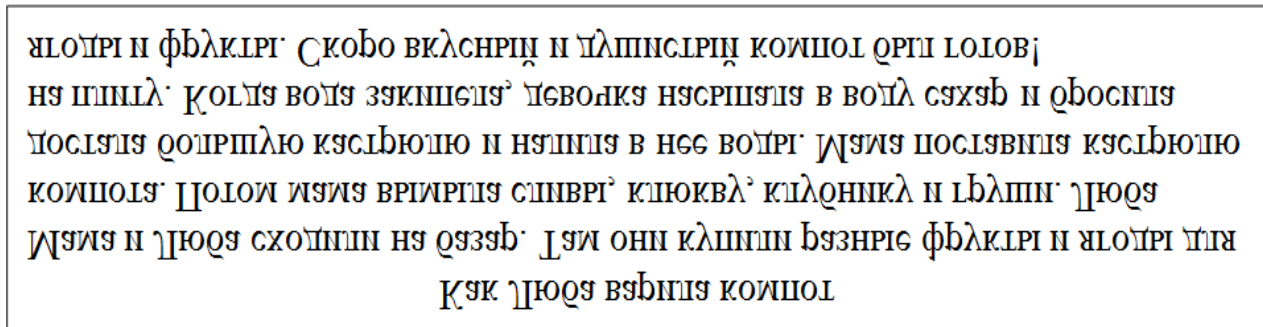 Как Люба варила компот
Мама и Люба сходили на базар. Там они купили разные фрукты и ягоды для
компота. Потом мама вымыла сливы, клюкву, клубнику и груши. Люба
достала большую кастрюлю и налила в нее воды. Мама поставила кастрюлю
на плиту. Когда вода закипела, девочка насыпала в воду сахар и бросила
ягоды и фрукты. Скоро вкусный и душистый компот был готов!